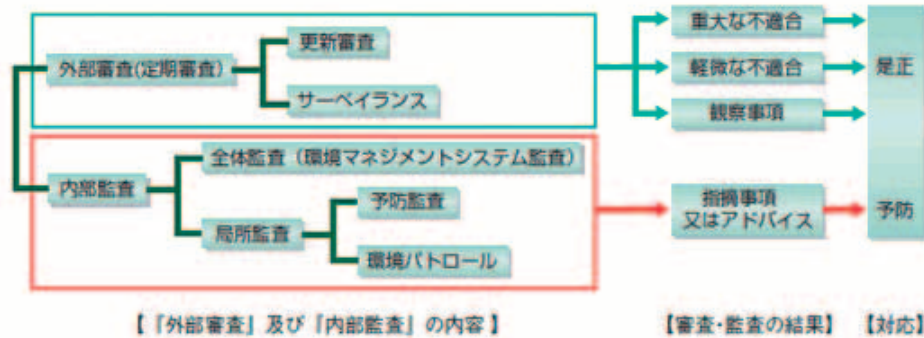 外部審査(定期審査)
更新審査
サーベイランス
内部監査
全体監査(環境マネジメントシステム監査)
局所監査
予防監査
環境パトロール
重大な不適合
軽微な不適合
観察事項
指摘事項
又はアドバイス
是正
予防
【『外部審査』及び『内部監査』の内容】
【審査・監査の結果】
【対応】